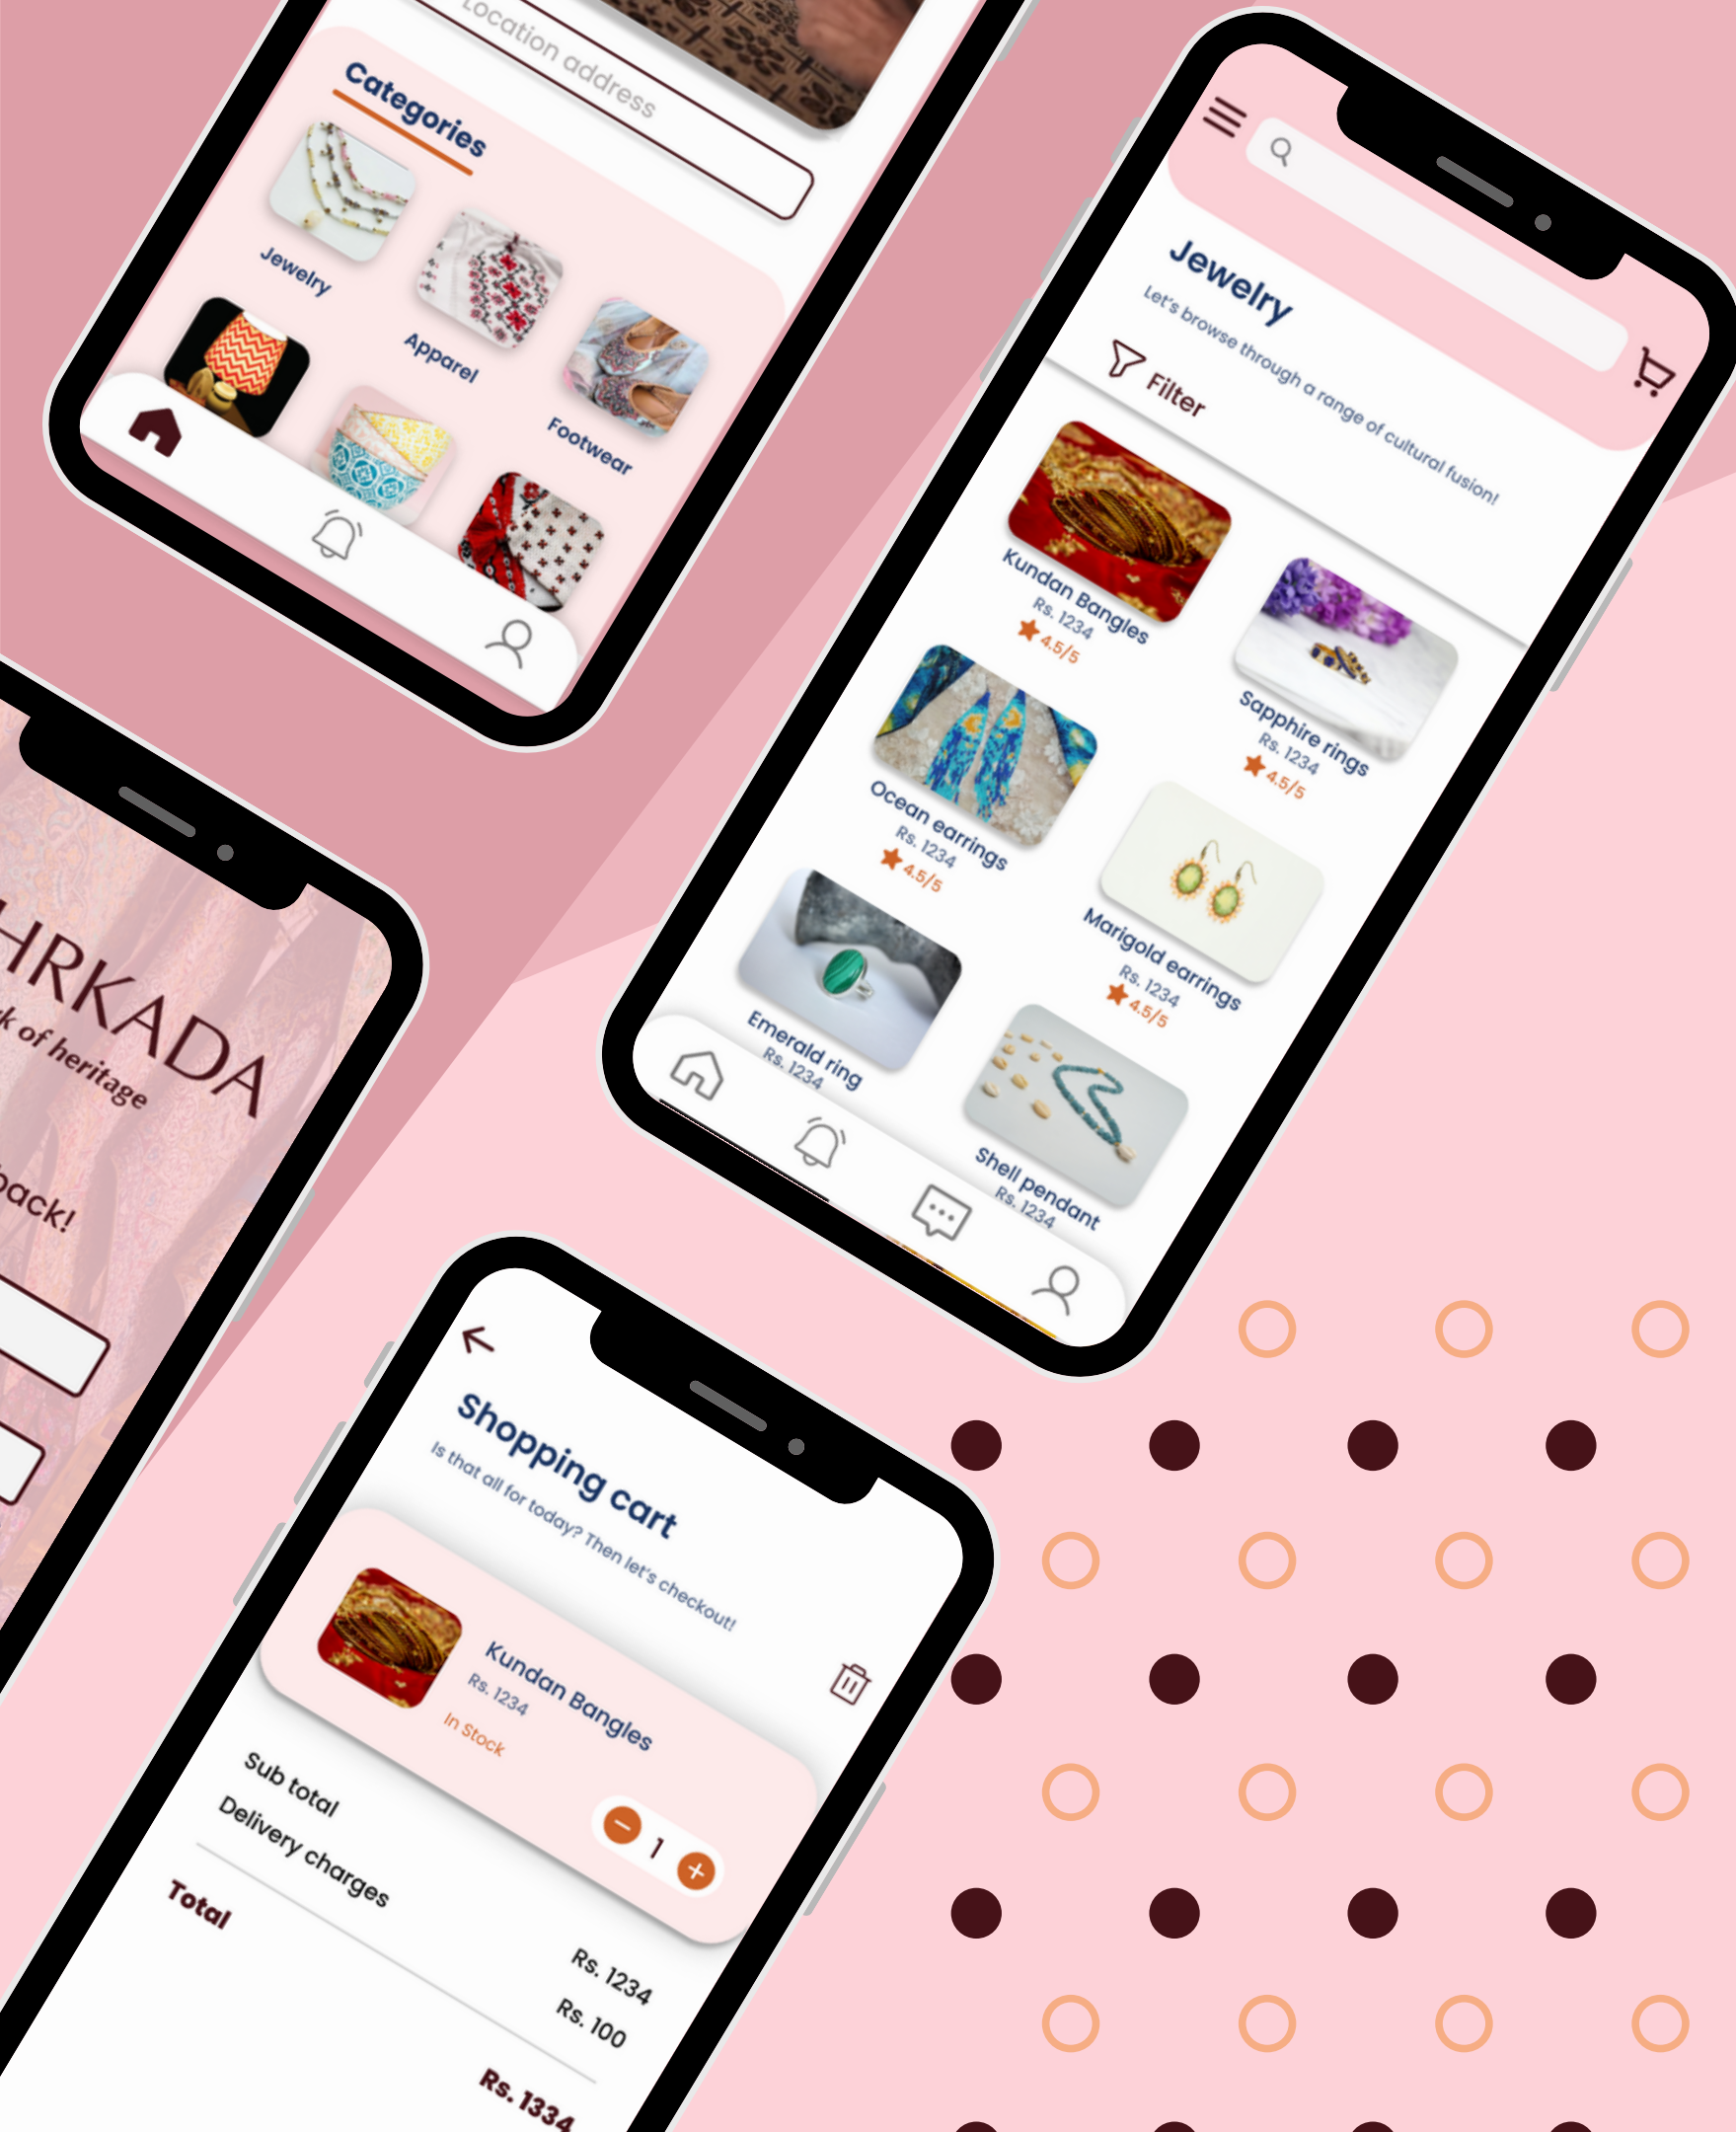 Location address
Categories
Jewelry
Apparel
Footwear
Jewelry
Let's browse through a range of cultural fusion!
Filter
Kundan Bangles
Rs. 1234
4.5/5
Sapphire rings
Rs. 1234
4.5/5
Ocean earrings
Rs. 1234
4.5/5
Marigold earrings
Rs. 1234
4.5/5
Emerald ring
Rs. 1234
Shell pendant
Rs. 1234
HRKADA
of heritage
back!
Shopping cart
Is that all for today? Then let's checkout!
Kundan Bangles
Rs. 1234
In Stock
1
Sub total
Rs. 1234
Delivery charges
Rs. 100
Total
Rs. 1334